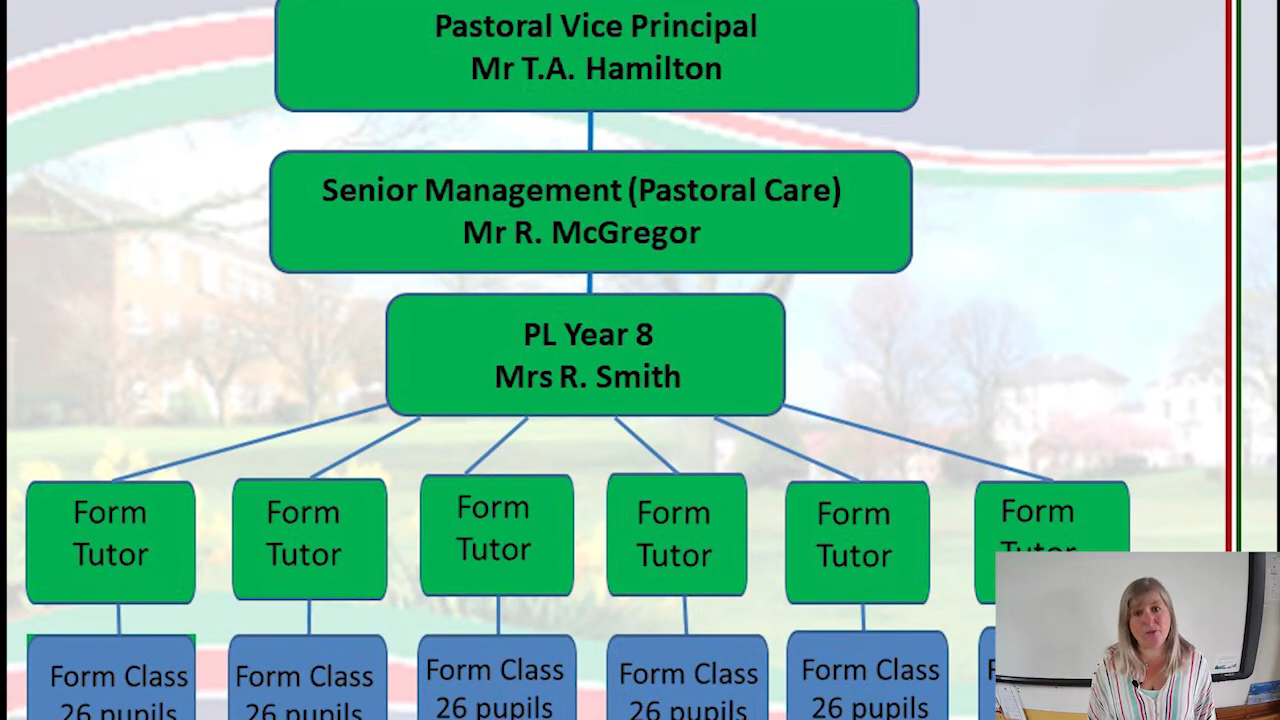 Pastoral Vice Principal
Mr T.A. Hamilton
Senior Management (Pastoral Care)
Mr R. McGregor
PL Year 8
Mrs R. Smith
Form
Tutor
Form
Tutor
Form
Tutor
Form
Tutor
Form
Tutor
Form
Tutor
Form Class
26 pupils
Form Class
26 pupils
Form Class
26 pupils
Form Class
26 pupils
Form Class
26 pupils